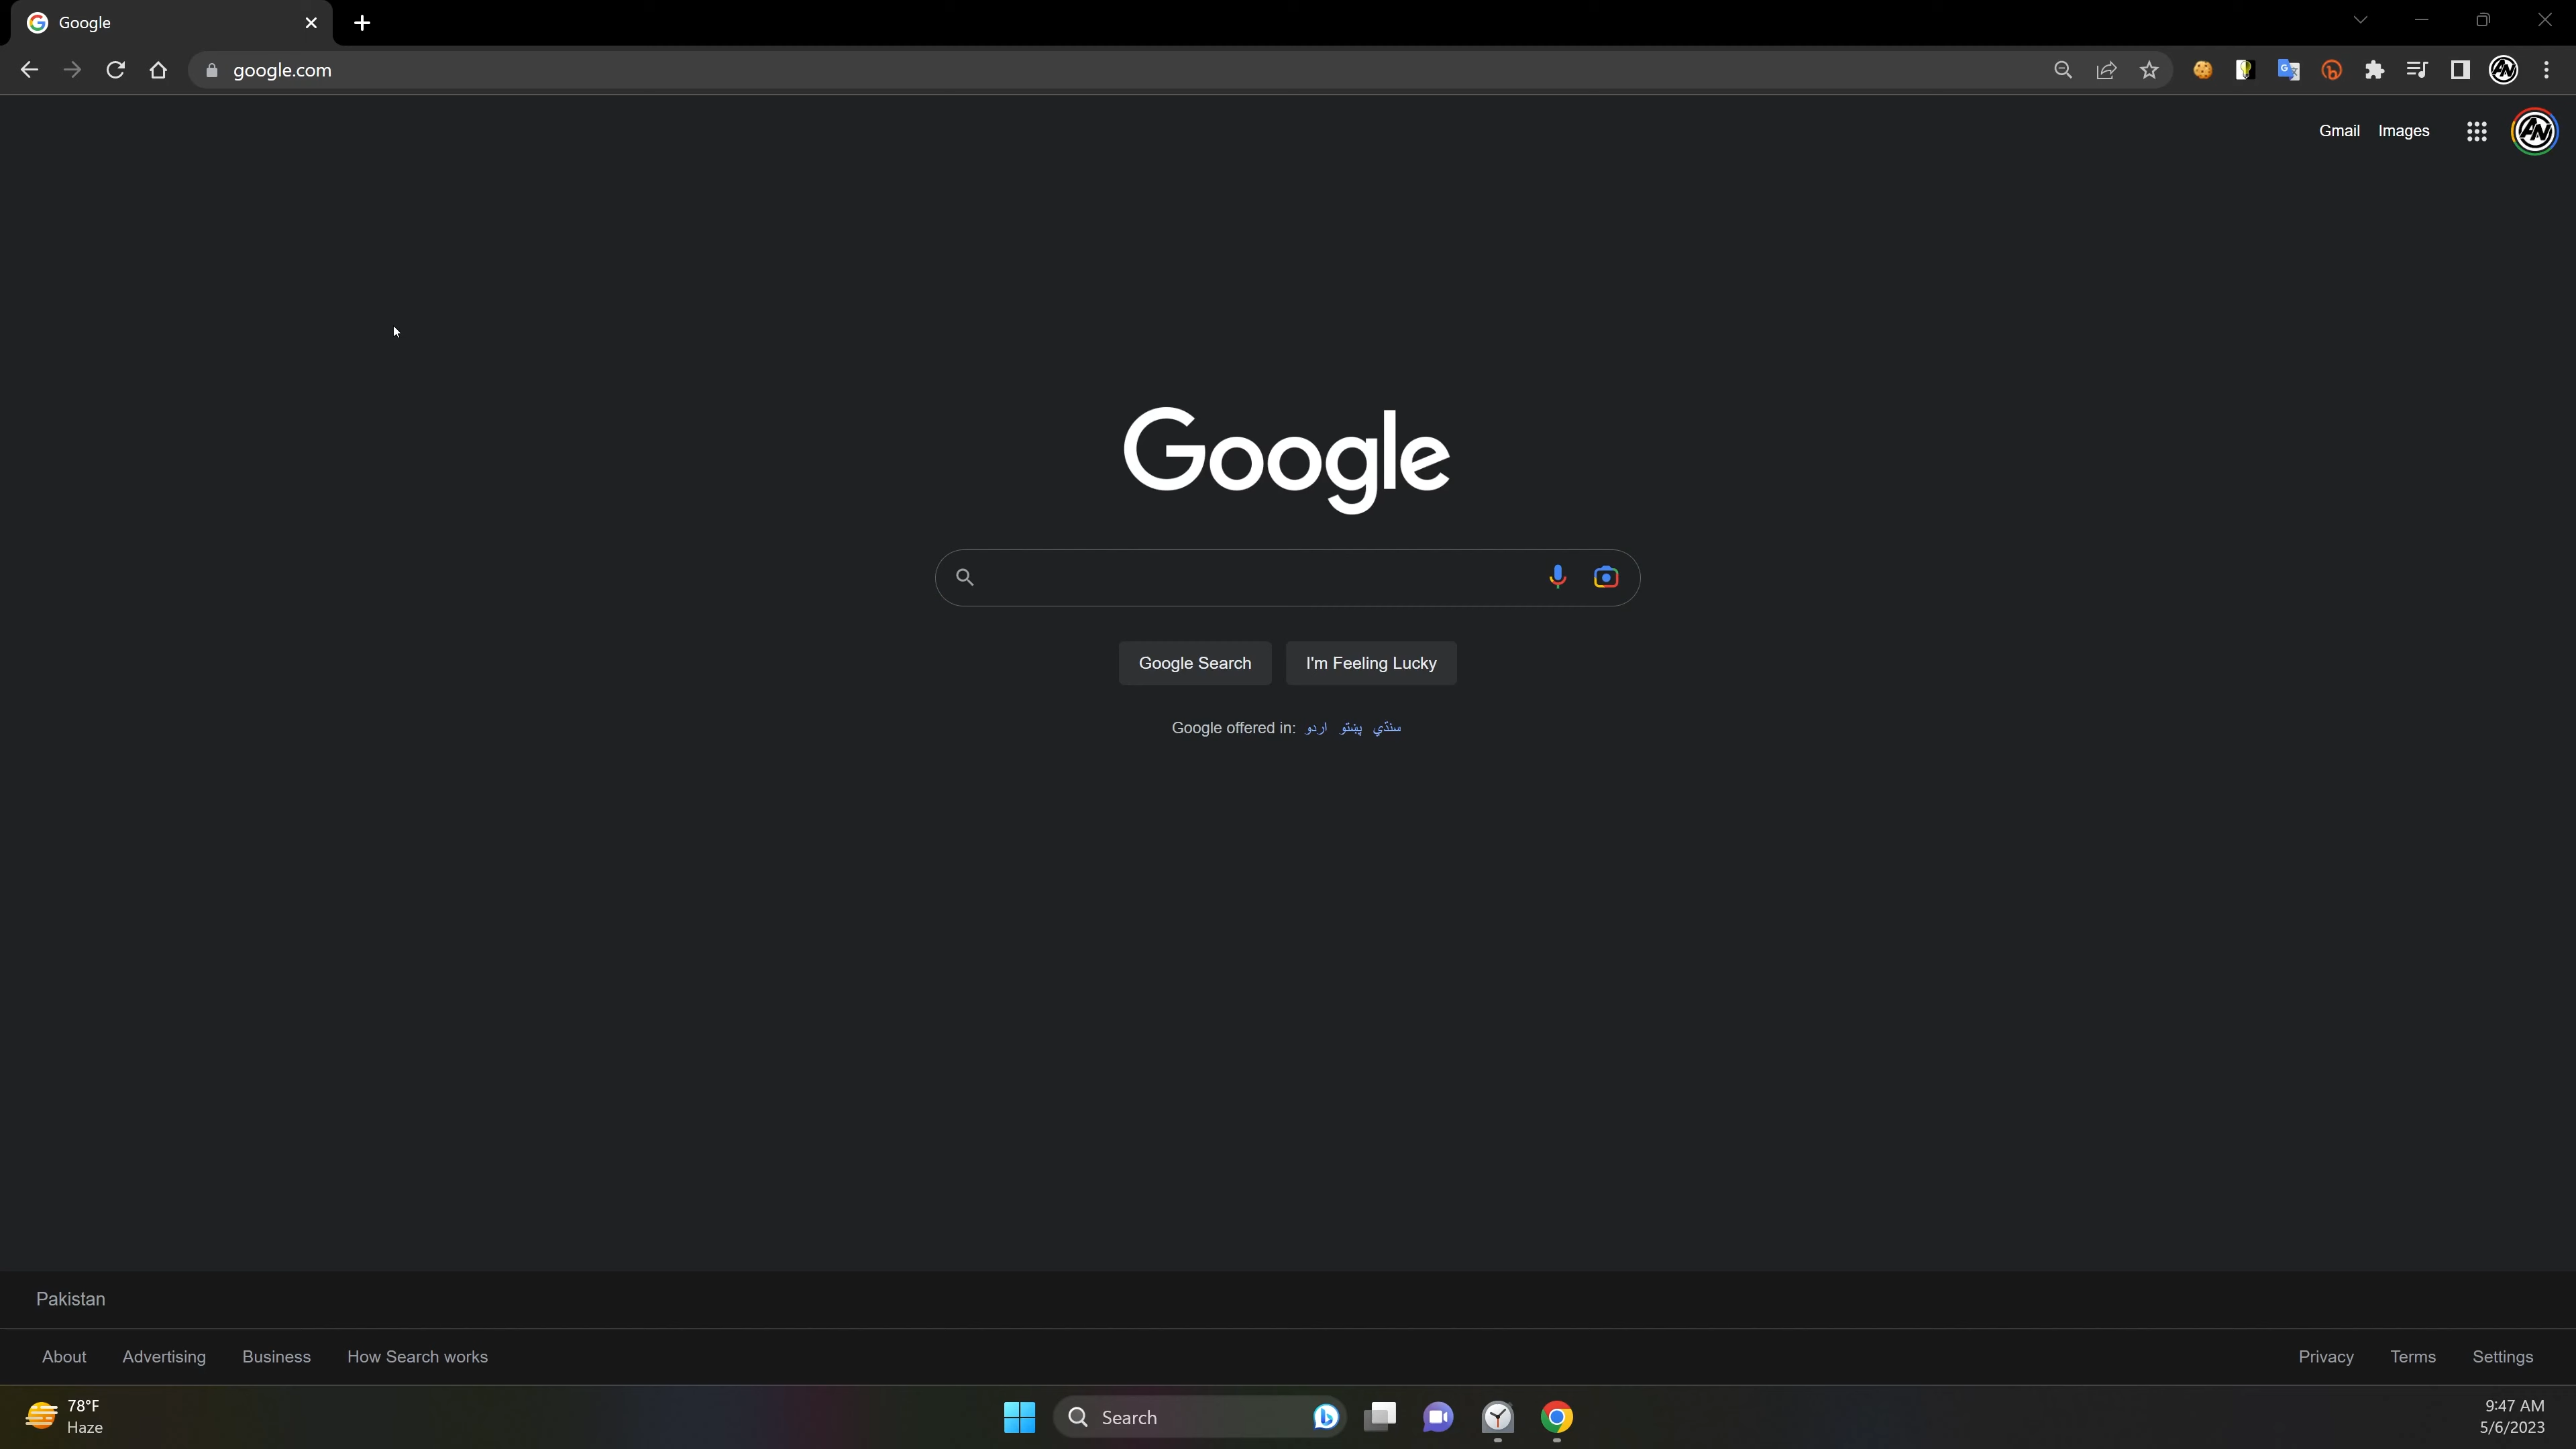 Google
google.com
Gmail Images
Google
Google Search I'm Feeling Lucky
Google offered in: اردو پښتو سنڌي
Pakistan
About Advertising Business How Search works Privacy Terms Settings
78°F
Haze
Search
9:47 AM
5/6/2023